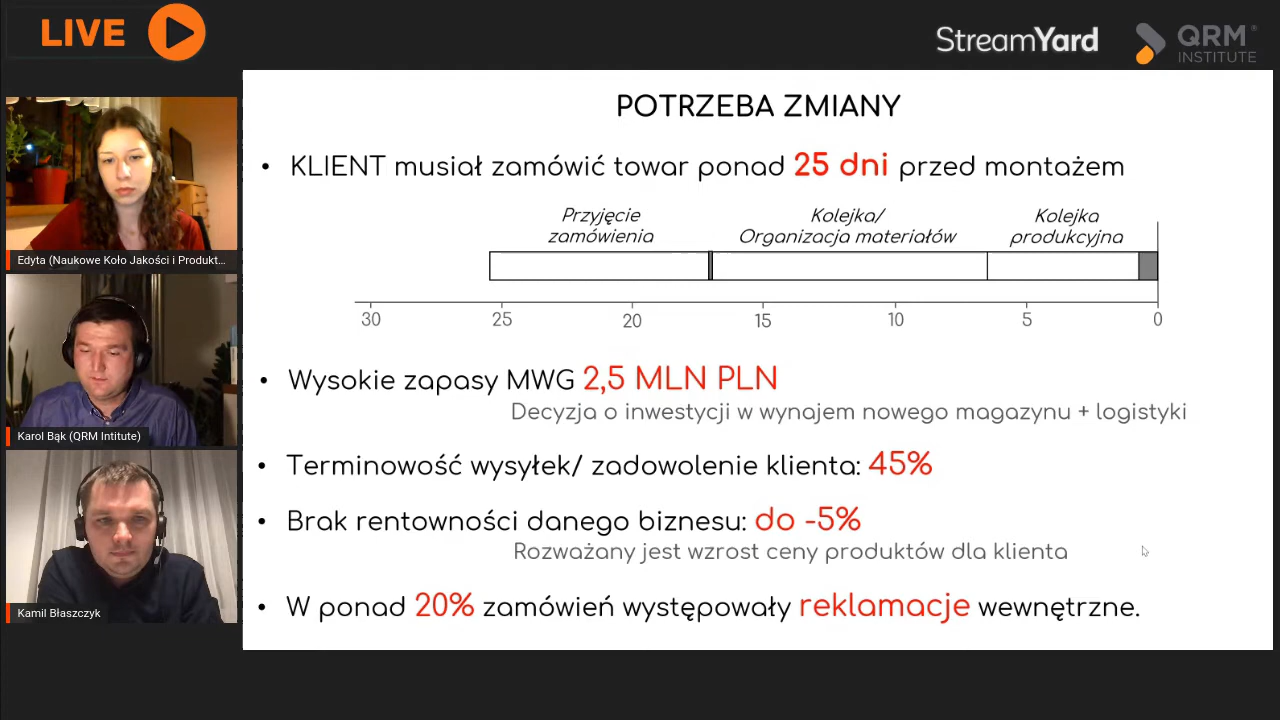 LIVE
StreamYard
QRM®
INSTITUTE
POTRZEBA ZMIANY
• KLIENT musiał zamówić towar ponad 25 dni przed montażem
Przyjęcie
zamówienia
Kolejka/
Organizacja materiałów
Kolejka
produkcyjna
30 25 20 15 10 5 0
• Wysokie zapasy MWG 2,5 MLN PLN
Decyzja o inwestycji w wynajem nowego magazynu + logistyki
• Terminowość wysyłek/ zadowolenie klienta: 45%
• Brak rentowności danego biznesu: do -5%
Rozważany jest wzrost ceny produktów dla klienta
• W ponad 20% zamówień występowały reklamacje wewnętrzne.
Edyta (Naukowe Koło Jakości i Produkt...
Karol Bąk (QRM Intitute)
Kamil Błaszczyk